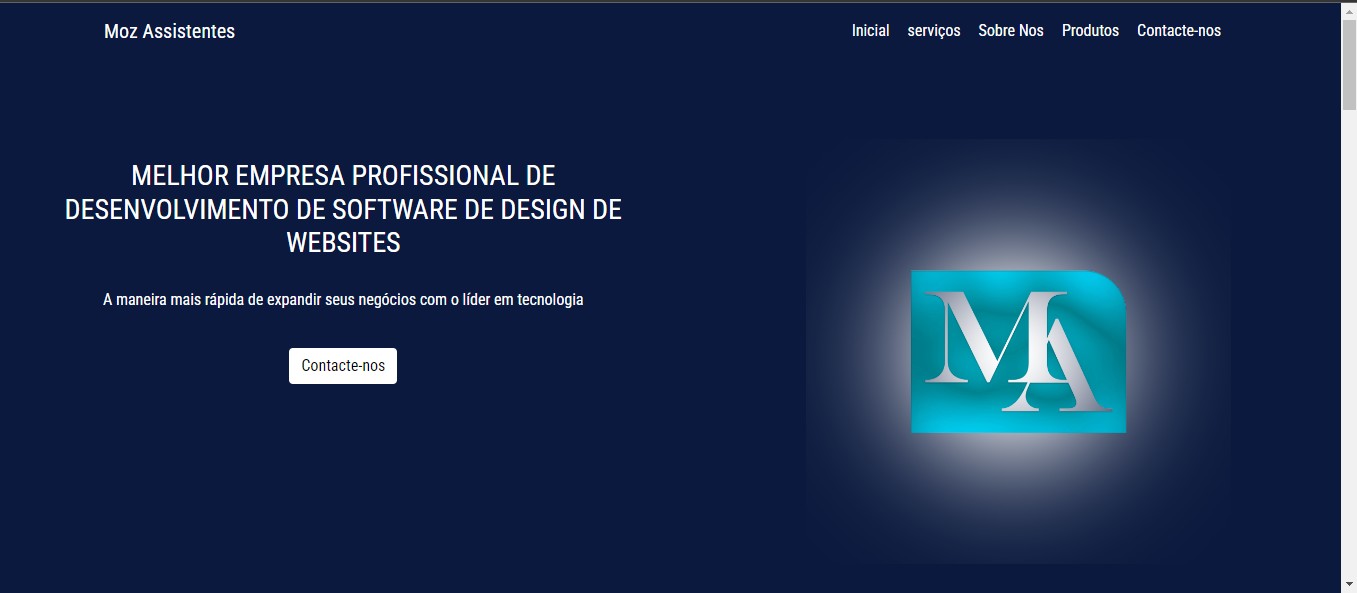 Moz Assistentes
Inicial serviços Sobre Nos Produtos Contacte-nos
MELHOR EMPRESA PROFISSIONAL DE
DESENVOLVIMENTO DE SOFTWARE DE DESIGN DE
WEBSITES
A maneira mais rápida de expandir seus negócios com o líder em tecnologia
Contacte-nos
MA